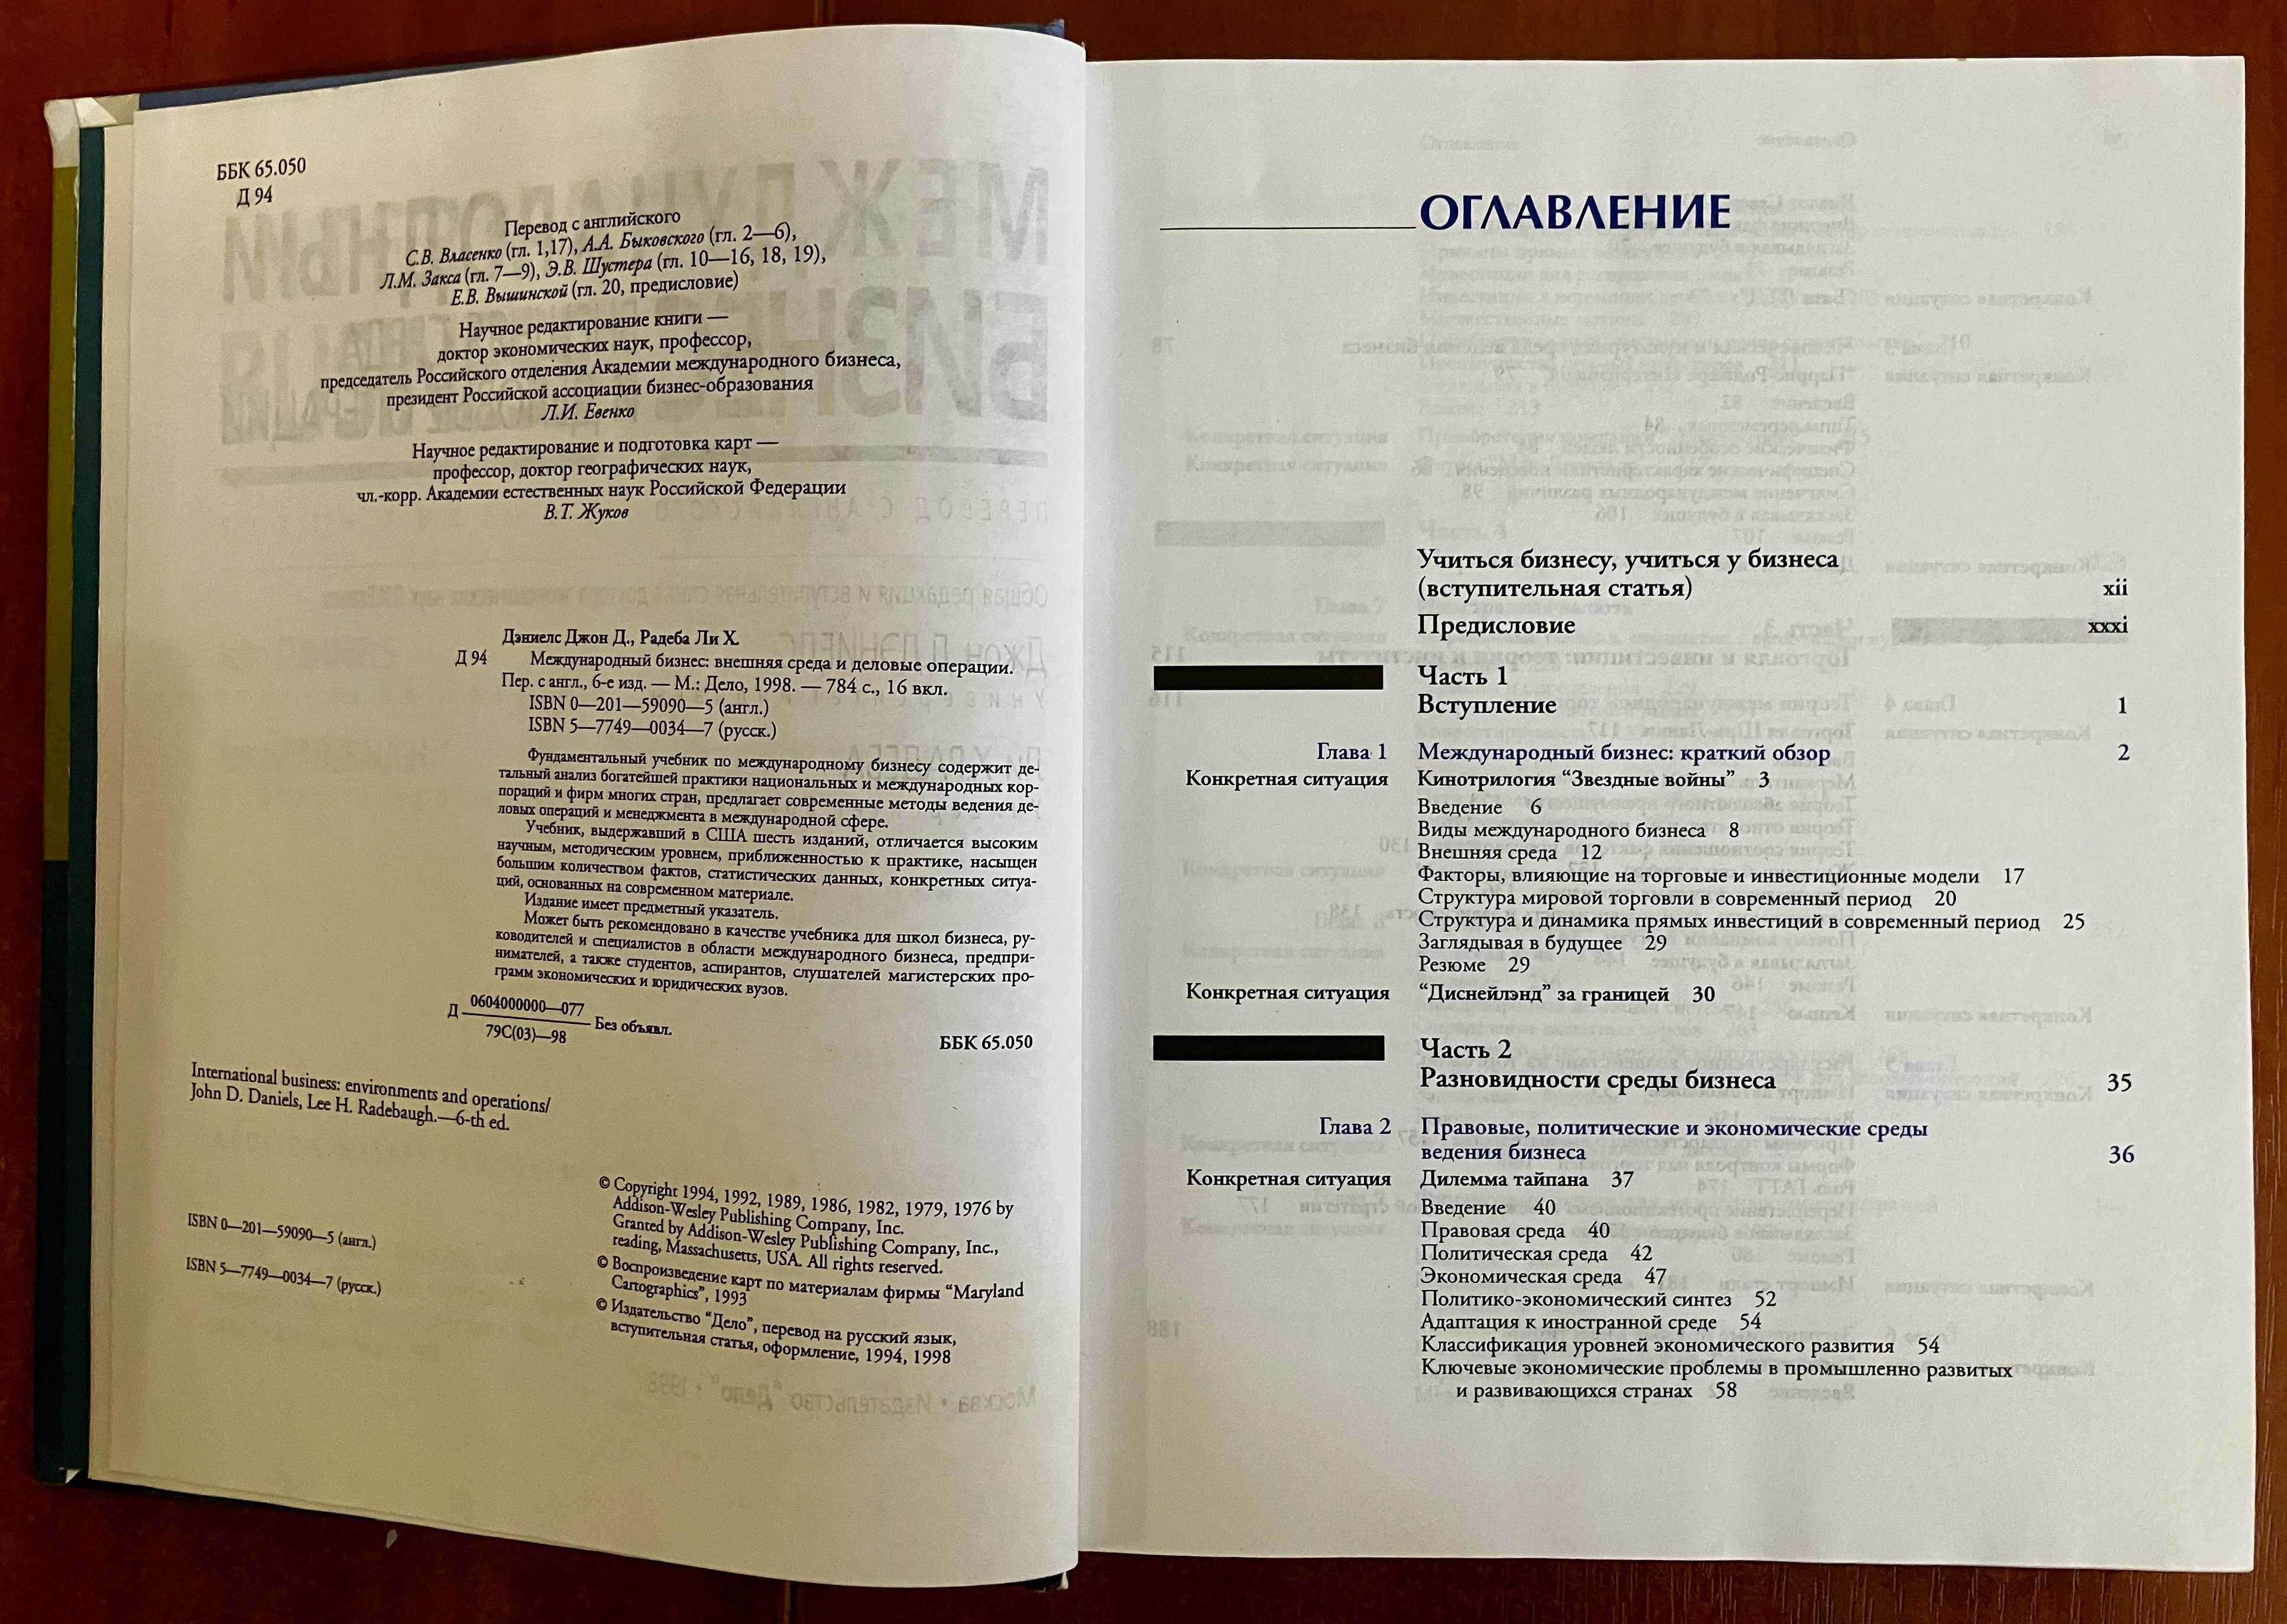 ББК 65.050
Д 94
Перевод с английского
С.В. Власенко (гл. 1,17), А.А. Быковского (гл. 2—6),
Л.М. Закса (гл. 7—9), Э.В. Шустера (гл. 10—16, 18, 19),
Е.В. Вышинской (гл. 20, предисловие)
Научное редактирование книги —
доктор экономических наук, профессор,
председатель Российского отделения Академии международного бизнеса,
президент Российской ассоциации бизнес-образования
Л.И. Евенко
Научное редактирование и подготовка карт —
профессор, доктор географических наук,
чл.-корр. Академии естественных наук Российской Федерации
В.Т. Жуков
Дэниелс Джон Д., Радеба Ли Х.
Д 94 Международный бизнес: внешняя среда и деловые операции.
Пер. с англ., 6-е изд. — М.: Дело, 1998. — 784 с., 16 вкл.
ISBN 0—201—59090—5 (англ.)
ISBN 5—7749—0034—7 (русск.)
Фундаментальный учебник по международному бизнесу содержит де-
тальный анализ богатейшей практики национальных и международных кор-
пораций и фирм многих стран, предлагает современные методы ведения де-
ловых операций и менеджмента в международной сфере.
Учебник, выдержавший в США шесть изданий, отличается высоким
научным, методическим уровнем, приближенностью к практике, насыщен
большим количеством фактов, статистических данных, конкретных ситуа-
ций, основанных на современном материале.
Издание имеет предметный указатель.
Может быть рекомендовано в качестве учебника для школ бизнеса, ру-
ководителей и специалистов в области международного бизнеса, предпри-
нимателей, а также студентов, аспирантов, слушателей магистерских про-
грамм экономических и юридических вузов.
Д 0604000000—077
79С(03)—98 Без объявл.
ББК 65.050
International business: environments and operations/
John D. Daniels, Lee H. Radebaugh.—6-th ed.
© Copyright 1994, 1992, 1989, 1986, 1982, 1979, 1976 by
Addison-Wesley Publishing Company, Inc.
Granted by Addison-Wesley Publishing Company, Inc.,
reading, Massachusetts, USA. All rights reserved.
ISBN 0—201—59090—5 (англ.)
ISBN 5—7749—0034—7 (русск.)
© Воспроизведение карт по материалам фирмы “Maryland
Cartographics”, 1993
© Издательство “Дело”, перевод на русский язык,
вступительная статья, оформление, 1994, 1998
ОГЛАВЛЕНИЕ
Учиться бизнесу, учиться у бизнеса
(вступительная статья) xii
Предисловие xxxi
Часть 1
Вступление 1
Глава 1 Международный бизнес: краткий обзор 2
Конкретная ситуация Кинотрилогия “Звездные войны” 3
Введение 6
Виды международного бизнеса 8
Внешняя среда 12
Факторы, влияющие на торговые и инвестиционные модели 17
Структура мировой торговли в современный период 20
Структура и динамика прямых инвестиций в современный период 25
Заглядывая в будущее 29
Резюме 29
Конкретная ситуация “Диснейлэнд” за границей 30
Часть 2
Разновидности среды бизнеса 35
Глава 2 Правовые, политические и экономические среды
ведения бизнеса 36
Конкретная ситуация Дилемма тайпана 37
Введение 40
Правовая среда 40
Политическая среда 42
Экономическая среда 47
Политико-экономический синтез 52
Адаптация к иностранной среде 54
Классификация уровней экономического развития 54
Ключевые экономические проблемы в промышленно развитых
и развивающихся странах 58